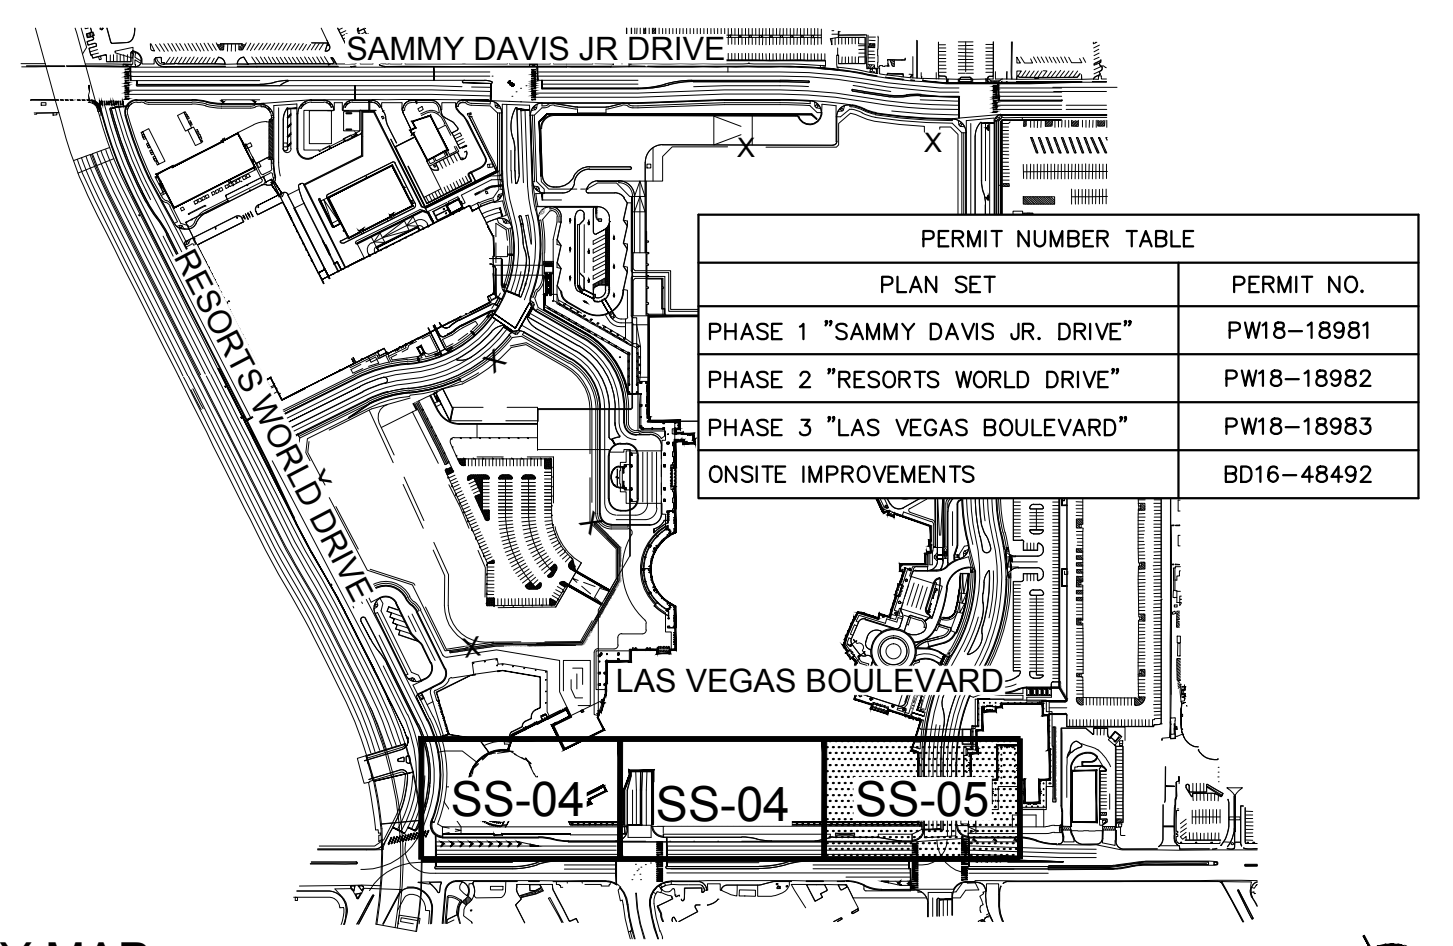 SAMMY DAVIS JR DRIVE
X
X
PERMIT NUMBER TABLE
PLAN SET PERMIT NO.
PHASE 1 "SAMMY DAVIS JR. DRIVE" PW18-18981
PHASE 2 "RESORTS WORLD DRIVE" PW18-18982
PHASE 3 "LAS VEGAS BOULEVARD" PW18-18983
ONSITE IMPROVEMENTS BD16-48492
RESORTS WORLD DRIVE
X
X
X
LAS VEGAS BOULEVARD
SS-04
SS-04
SS-05